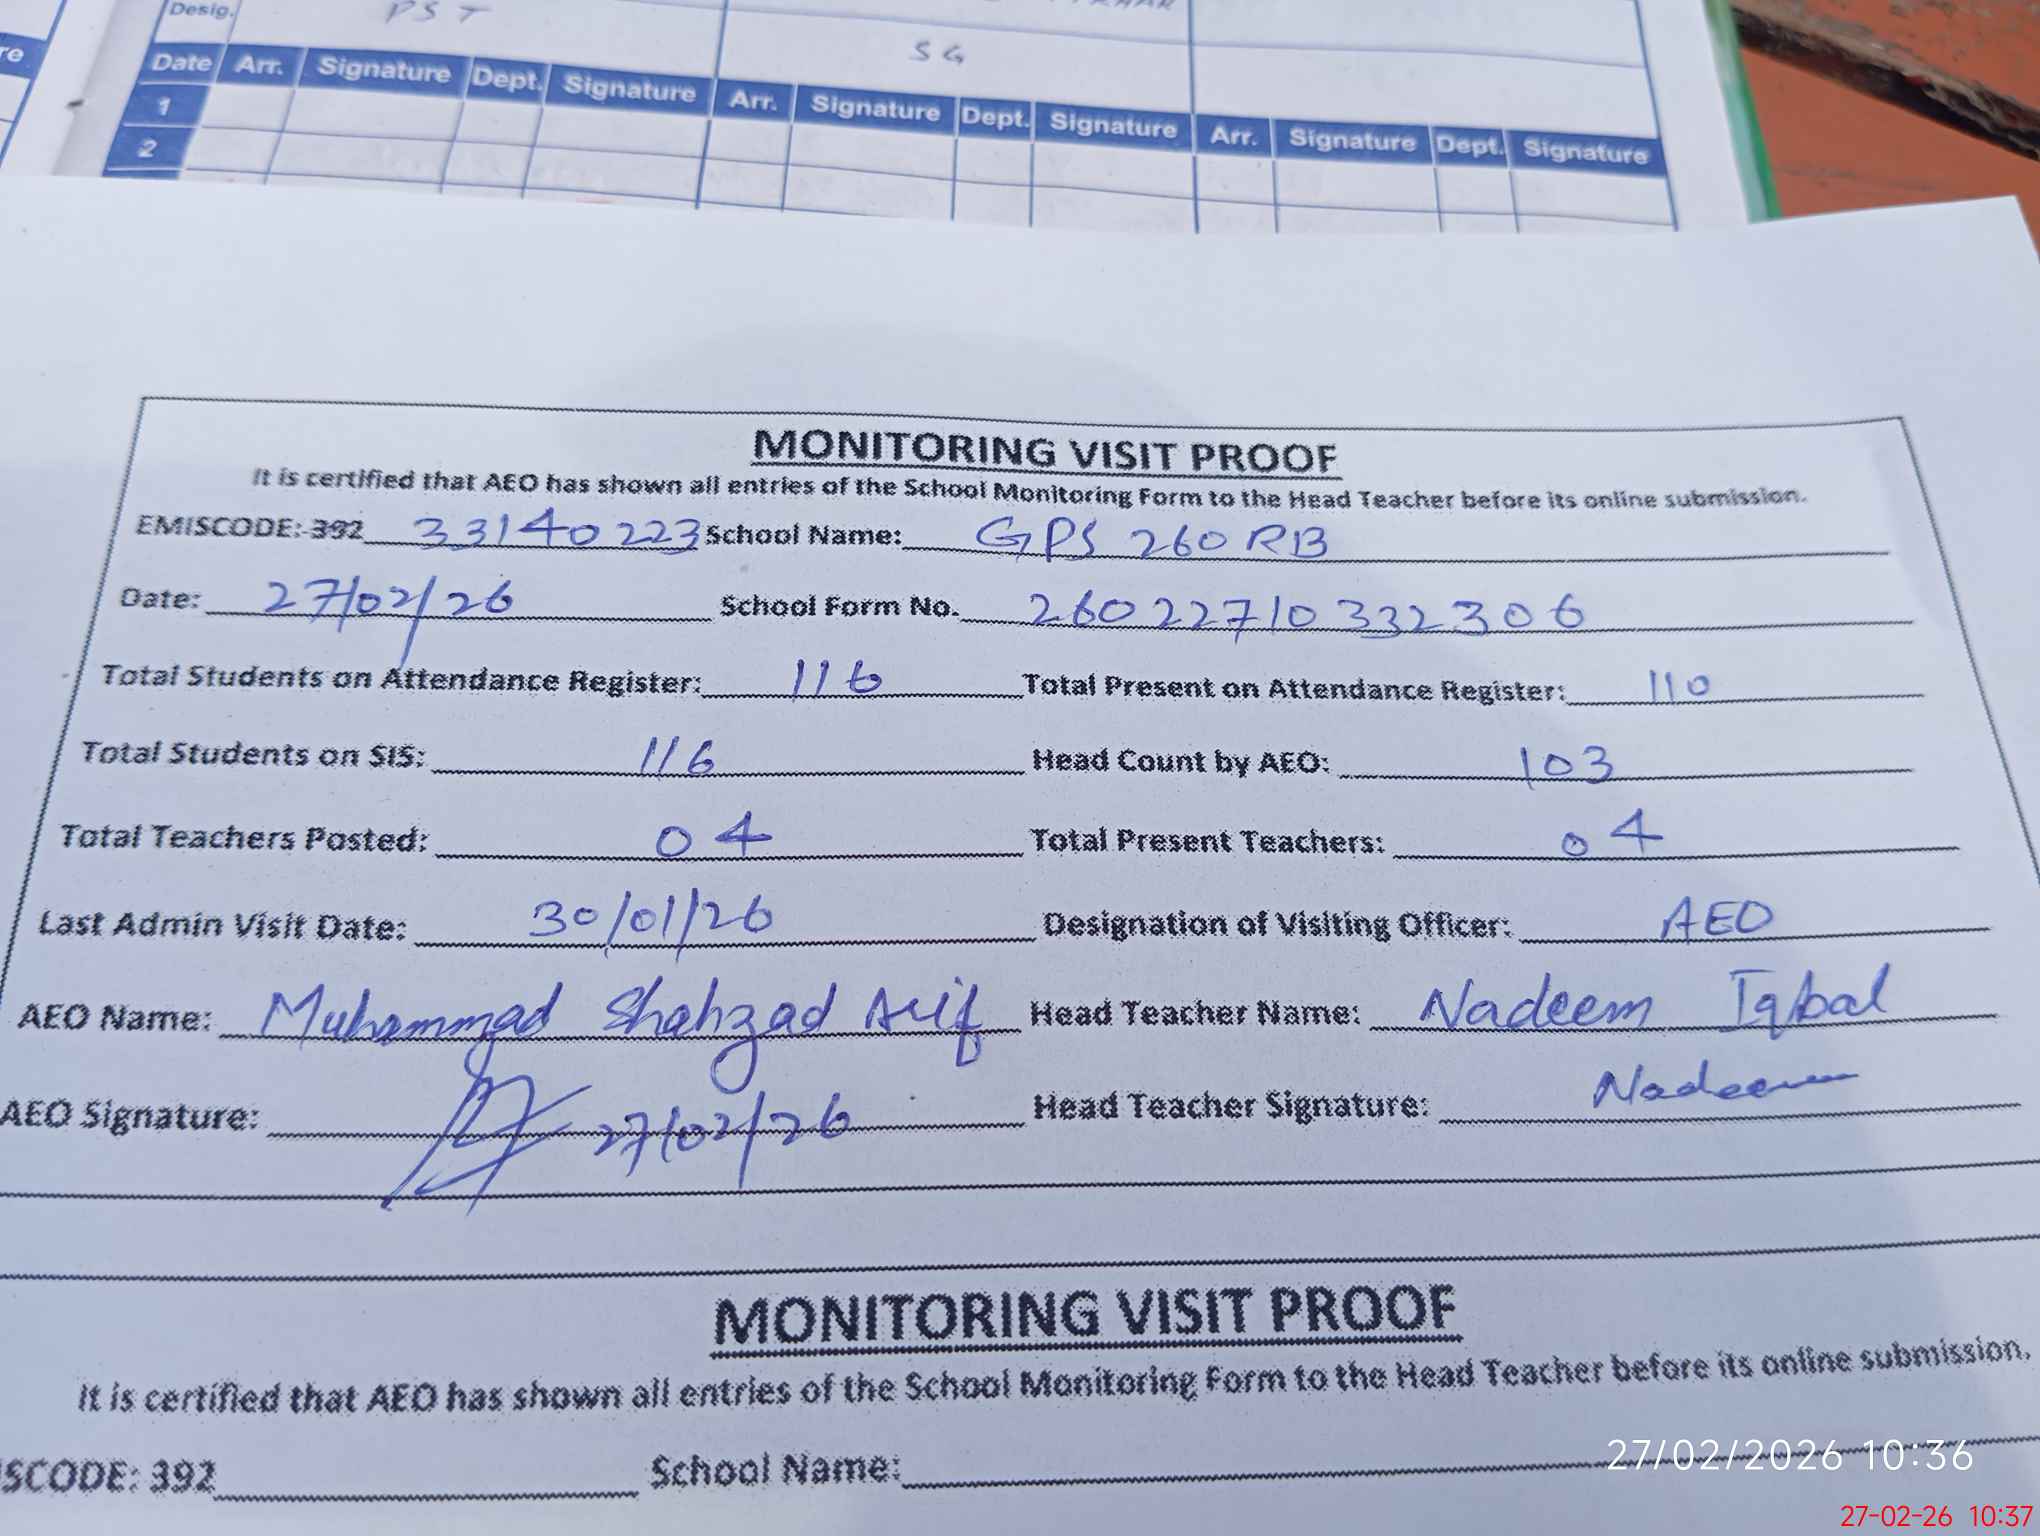 Desig. PST
SG
re
Date Arr. Signature Dept. Signature Arr. Signature Dept. Signature Arr. Signature Dept. Signature
1
2
MONITORING VISIT PROOF
It is certified that AEO has shown all entries of the School Monitoring Form to the Head Teacher before its online submission.
EMISCODE: 392 33140223 School Name: GPS 260 RB
Date: 27/02/26 School Form No. 26022710332306
Total Students on Attendance Register: 116 Total Present on Attendance Register: 110
Total Students on SIS: 116 Head Count by AEO: 103
Total Teachers Posted: 04 Total Present Teachers: 04
Last Admin Visit Date: 30/01/26 Designation of Visiting Officer: AEO
AEO Name: Muhammad Shahzad Arif Head Teacher Name: Nadeem Iqbal
AEO Signature: 27/02/26 Head Teacher Signature: Nadeem
MONITORING VISIT PROOF
It is certified that AEO has shown all entries of the School Monitoring Form to the Head Teacher before its online submission.
SCODE: 392 School Name:
27/02/2026 10:36
27-02-26 10:37